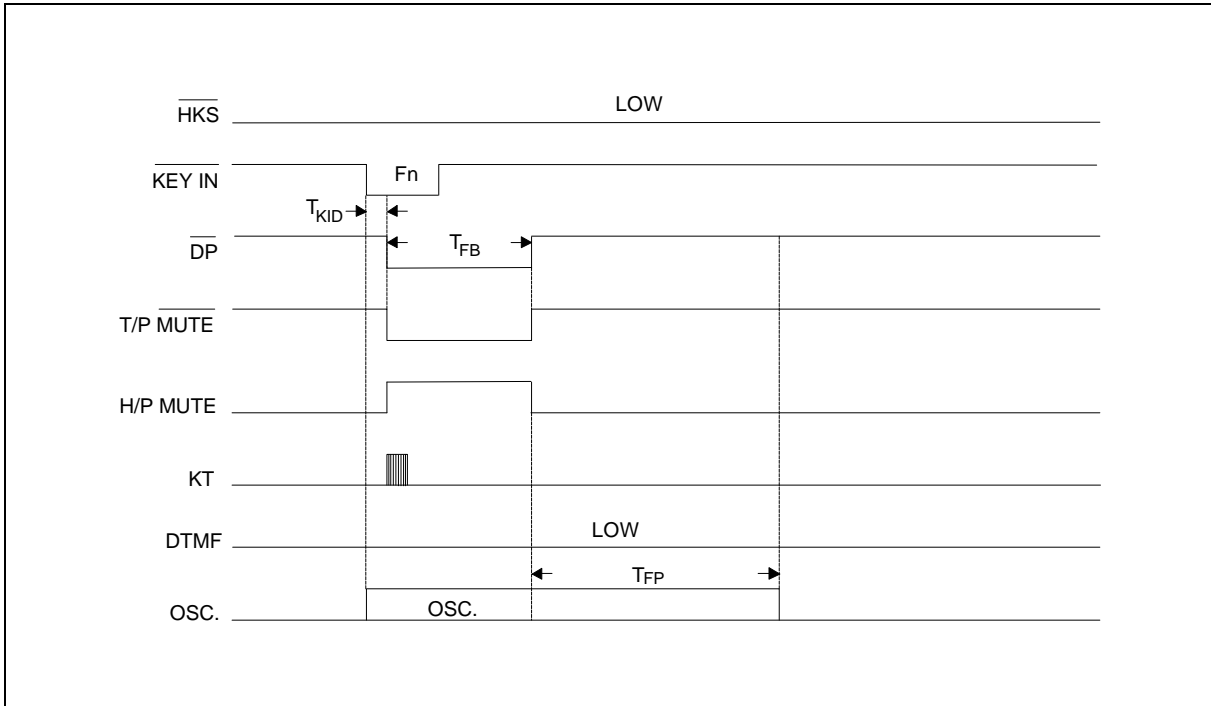 LOW
HKS
Fn
KEY IN
TKID
TFB
DP
T/P MUTE
H/P MUTE
KT
LOW
DTMF
TFP
OSC.
OSC.